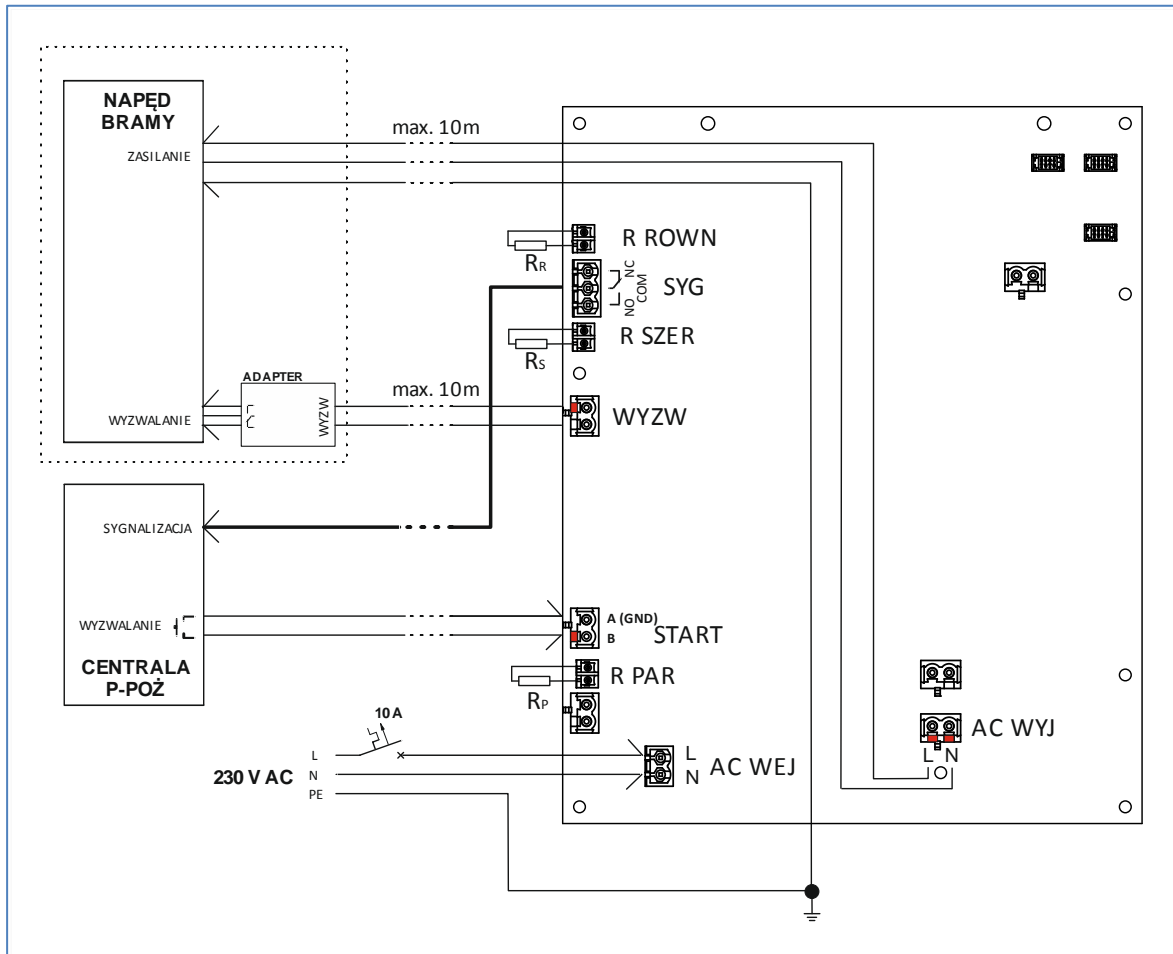 NAPĘD
BRAMY
ZASILANIE
max. 10m
R ROWN
RR
NC
COM
NO
SYG
R SZER
RS
ADAPTER
max. 10m
WYZWALANIE
WYZW
WYZW
SYGNALIZACJA
WYZWALANIE
A (GND)
B
START
CENTRALA
P-POŻ
R PAR
RP
10 A
L
230 V AC
N
PE
L
N
AC WEJ
AC WYJ
L N